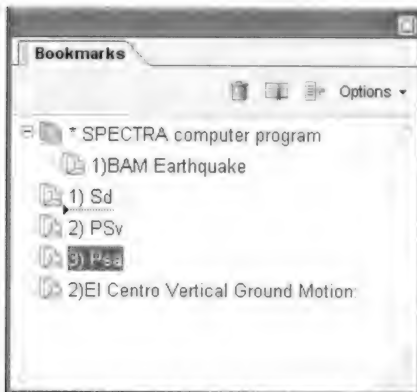 Bookmarks
Options
* SPECTRA computer program
1)BAM Earthquake
1) Sd
2) PSv
3) Psa
2)El Centro Vertical Ground Motion